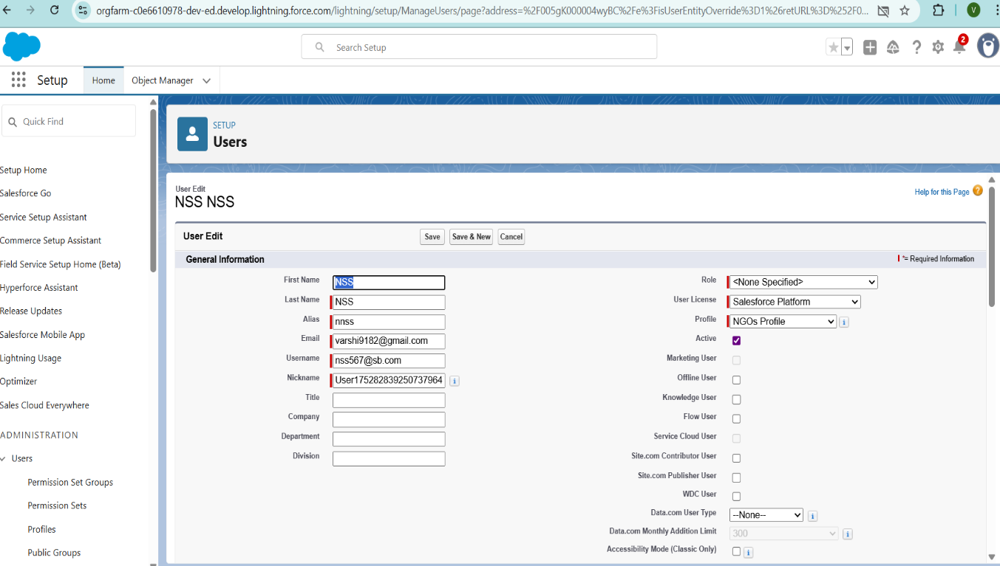 orgfarm-c0e6610978-dev-ed.develop.lightning.force.com/lightning/setup/ManageUsers/page?address=%2F005gK000004wyBC%2Fe%3FisUserEntityOverride%3D1%26retURL%3D%252F0...
V
Search Setup
2
Setup
Home
Object Manager
Quick Find
Setup Home
Salesforce Go
Service Setup Assistant
Commerce Setup Assistant
Field Service Setup Home (Beta)
Hyperforce Assistant
Release Updates
Salesforce Mobile App
Lightning Usage
Optimizer
Sales Cloud Everywhere
ADMINISTRATION
Users
Permission Set Groups
Permission Sets
Profiles
Public Groups
SETUP
Users
User Edit
NSS NSS
Help for this Page
User Edit
Save
Save & New
Cancel
General Information
*= Required Information
First Name NSS
Last Name NSS
Alias nnss
Email varshi9182@gmail.com
Username nss567@sb.com
Nickname User175282839250737964
Title
Company
Department
Division
Role <None Specified>
User License Salesforce Platform
Profile NGOs Profile
Active
Marketing User
Offline User
Knowledge User
Flow User
Service Cloud User
Site.com Contributor User
Site.com Publisher User
WDC User
Data.com User Type --None--
Data.com Monthly Addition Limit 300
Accessibility Mode (Classic Only)